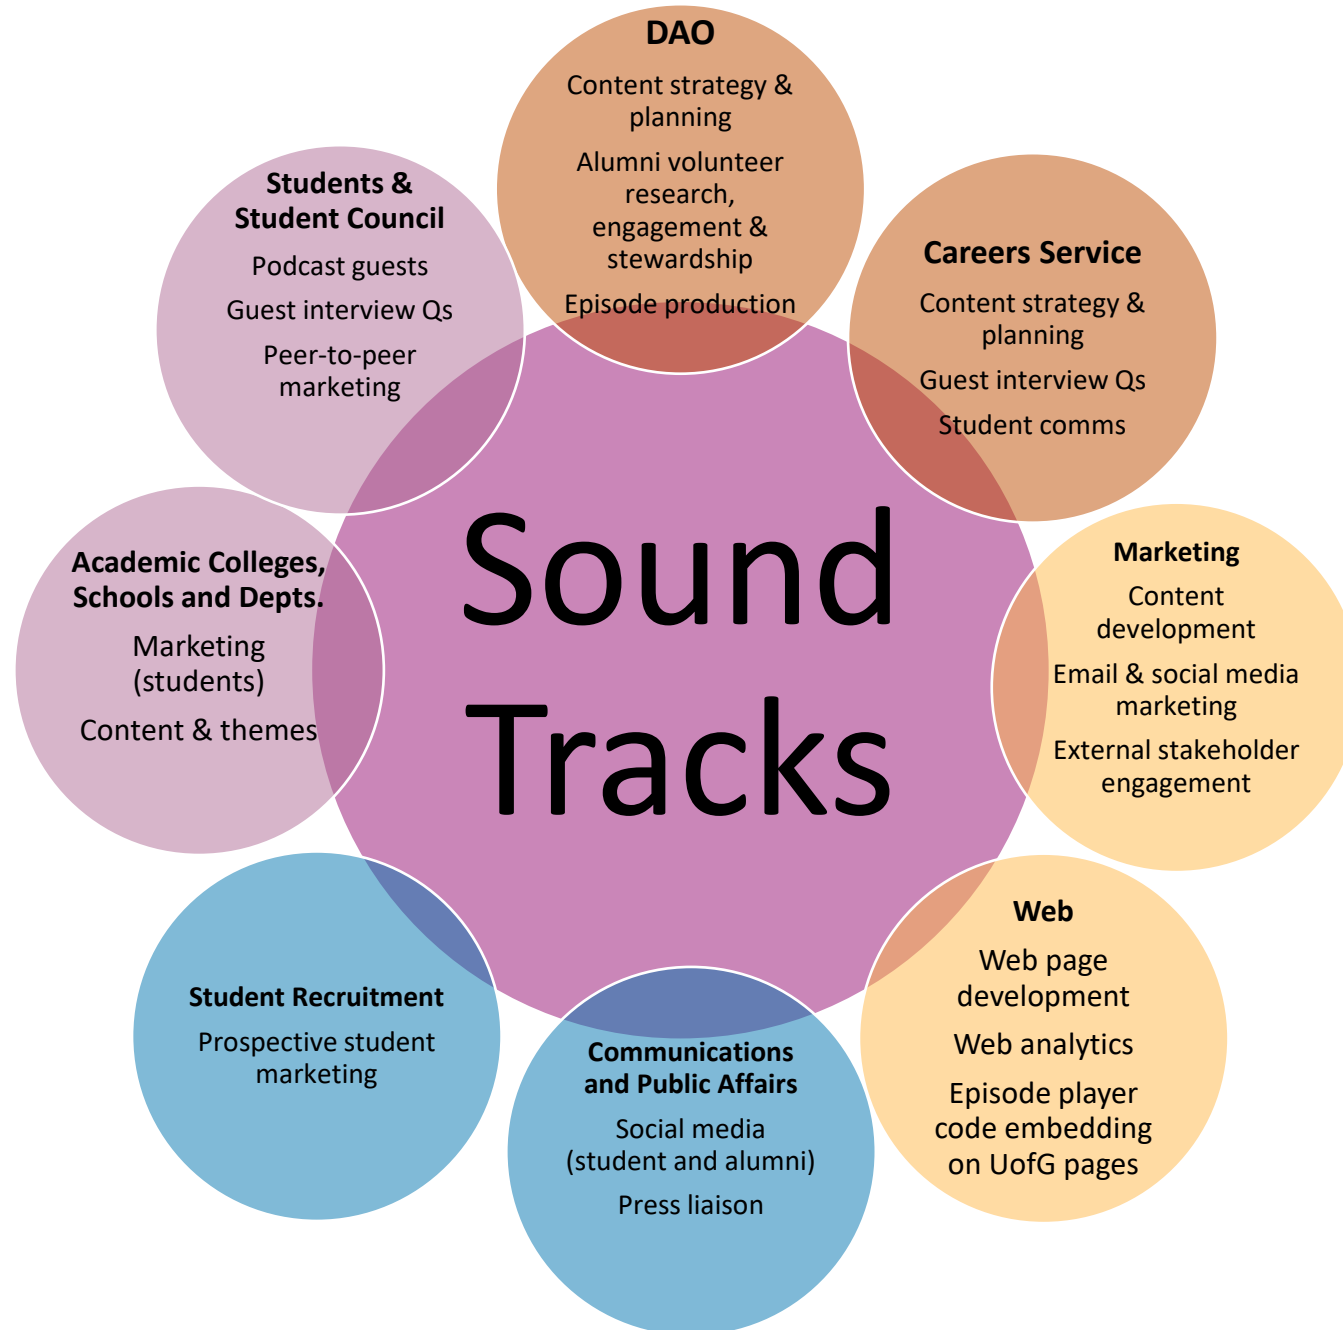 DAO
Content strategy &
planning
Alumni volunteer
research,
engagement &
stewardship
Episode production
Careers Service
Content strategy &
planning
Guest interview Qs
Student comms
Marketing
Content
development
Email & social media
marketing
External stakeholder
engagement
Web
Web page
development
Web analytics
Episode player
code embedding
on UofG pages
Communications
and Public Affairs
Social media
(student and alumni)
Press liaison
Student Recruitment
Prospective student
marketing
Academic Colleges,
Schools and Depts.
Marketing
(students)
Content & themes
Students &
Student Council
Podcast guests
Guest interview Qs
Peer-to-peer
marketing
Sound
Tracks